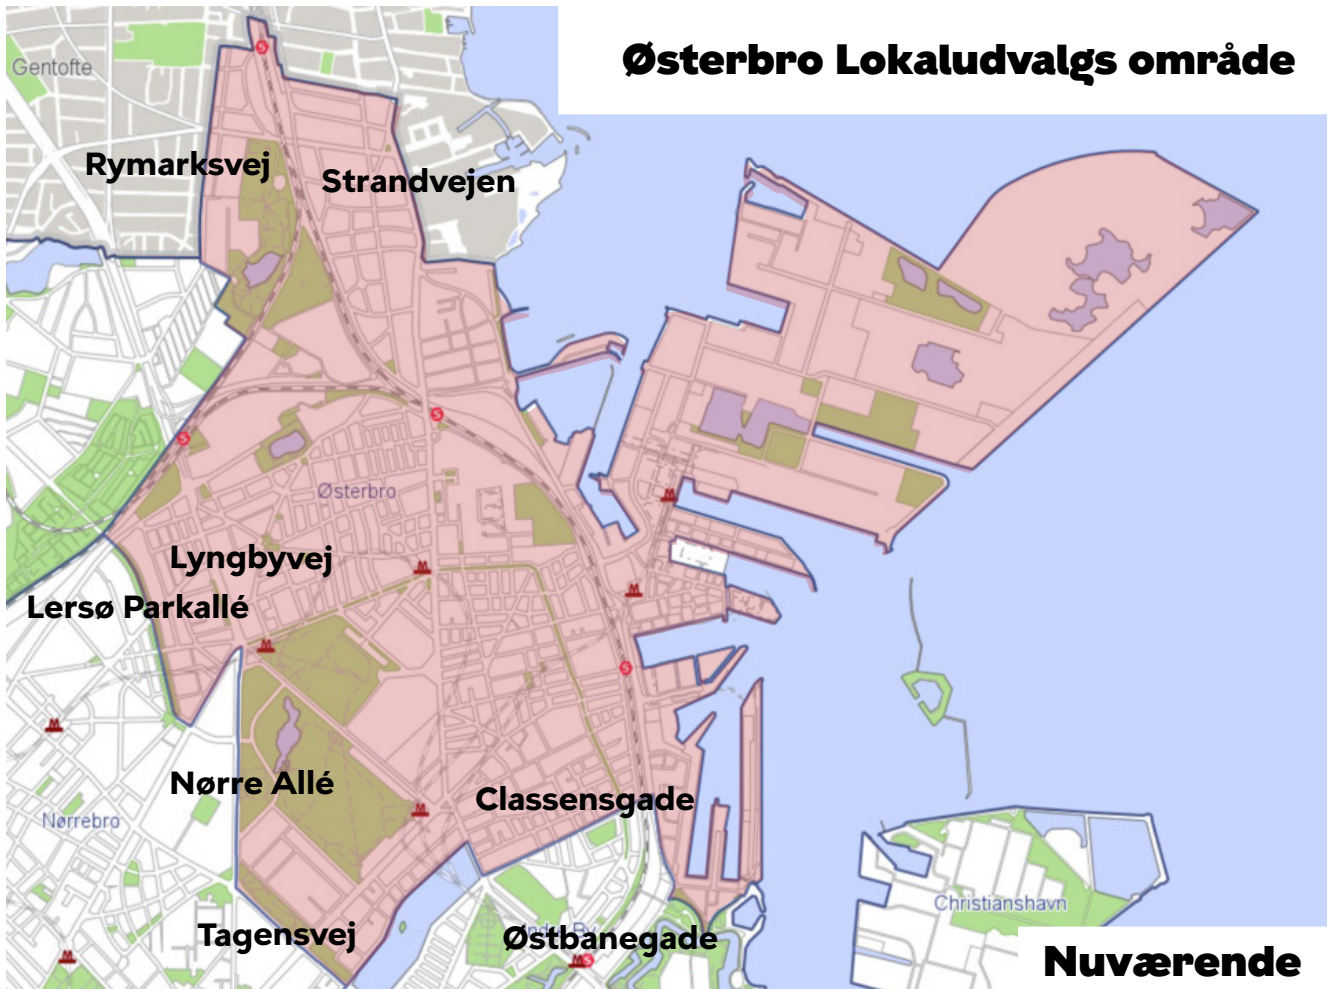 Østerbro Lokaludvalgs område
Gentofte
Rymarksvej
Strandvejen
Østerbro
Lyngbyvej
Lersø Parkallé
Nørre Allé
Classensgade
Nørrebro
Christianshavn
Tagensvej
Østbanegade
Nuværende